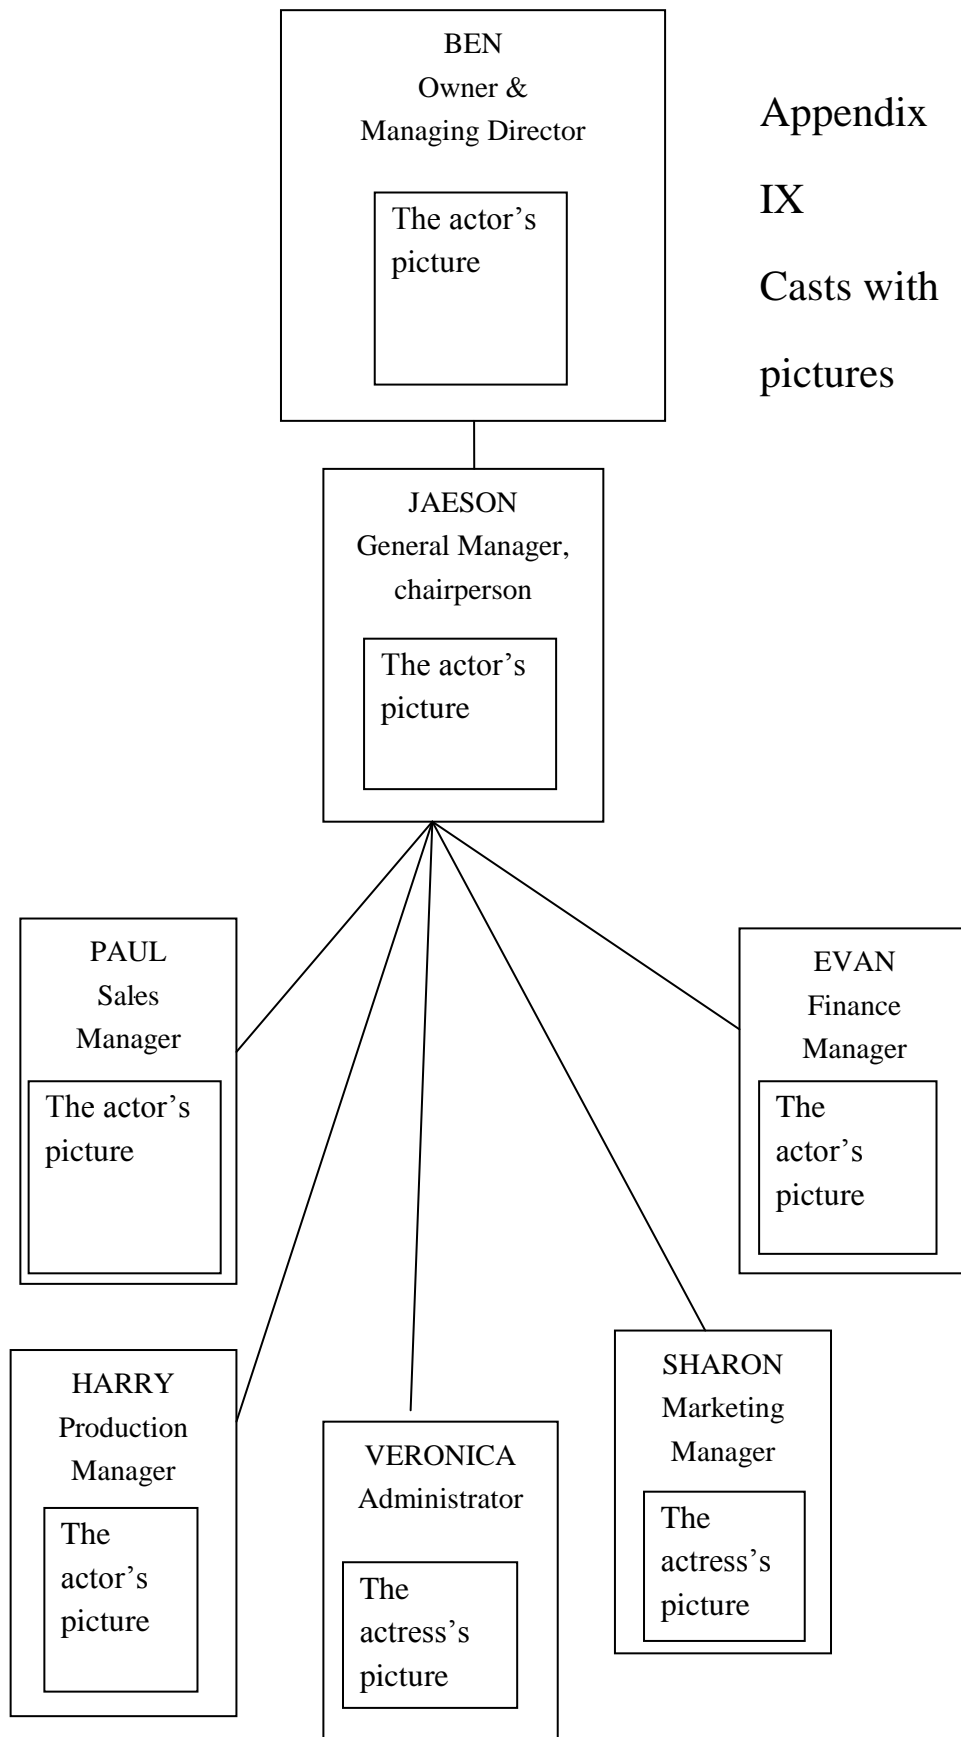 Appendix
IX
Casts with
pictures
BEN
Owner &
Managing Director
The actor’s
picture
JAESON
General Manager,
chairperson
The actor’s
picture
PAUL
Sales
Manager
The actor’s
picture
EVAN
Finance
Manager
The
actor’s
picture
HARRY
Production
Manager
The
actor’s
picture
VERONICA
Administrator
The
actress’s
picture
SHARON
Marketing
Manager
The
actress’s
picture